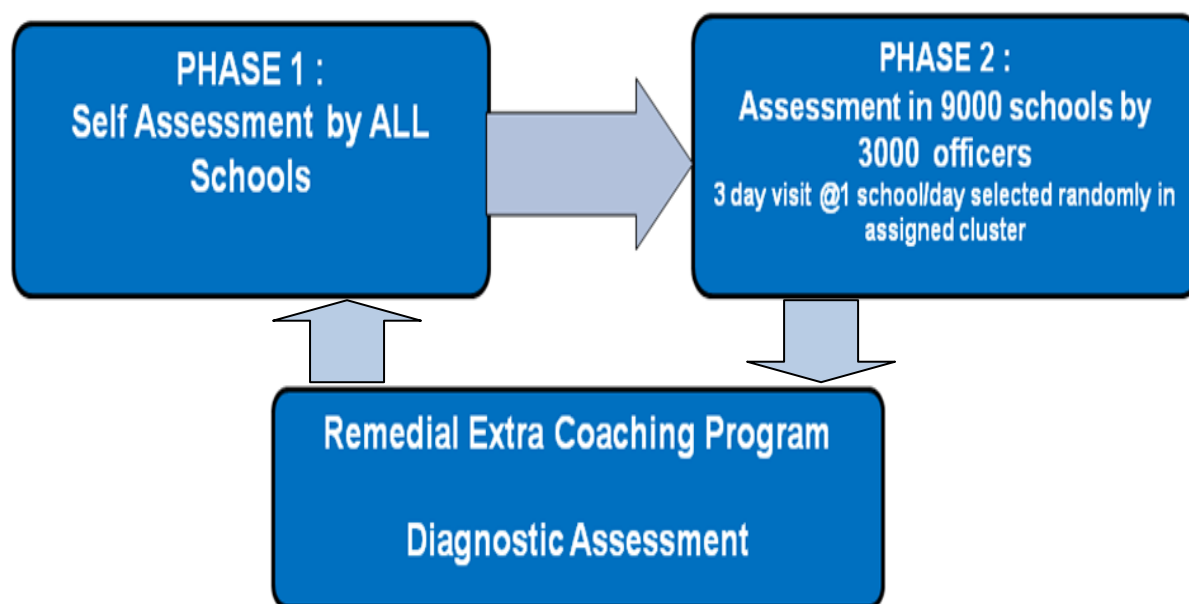 PHASE 1 :
Self Assessment by ALL
Schools
PHASE 2 :
Assessment in 9000 schools by
3000 officers
3 day visit @1 school/day selected randomly in
assigned cluster
Remedial Extra Coaching Program
Diagnostic Assessment